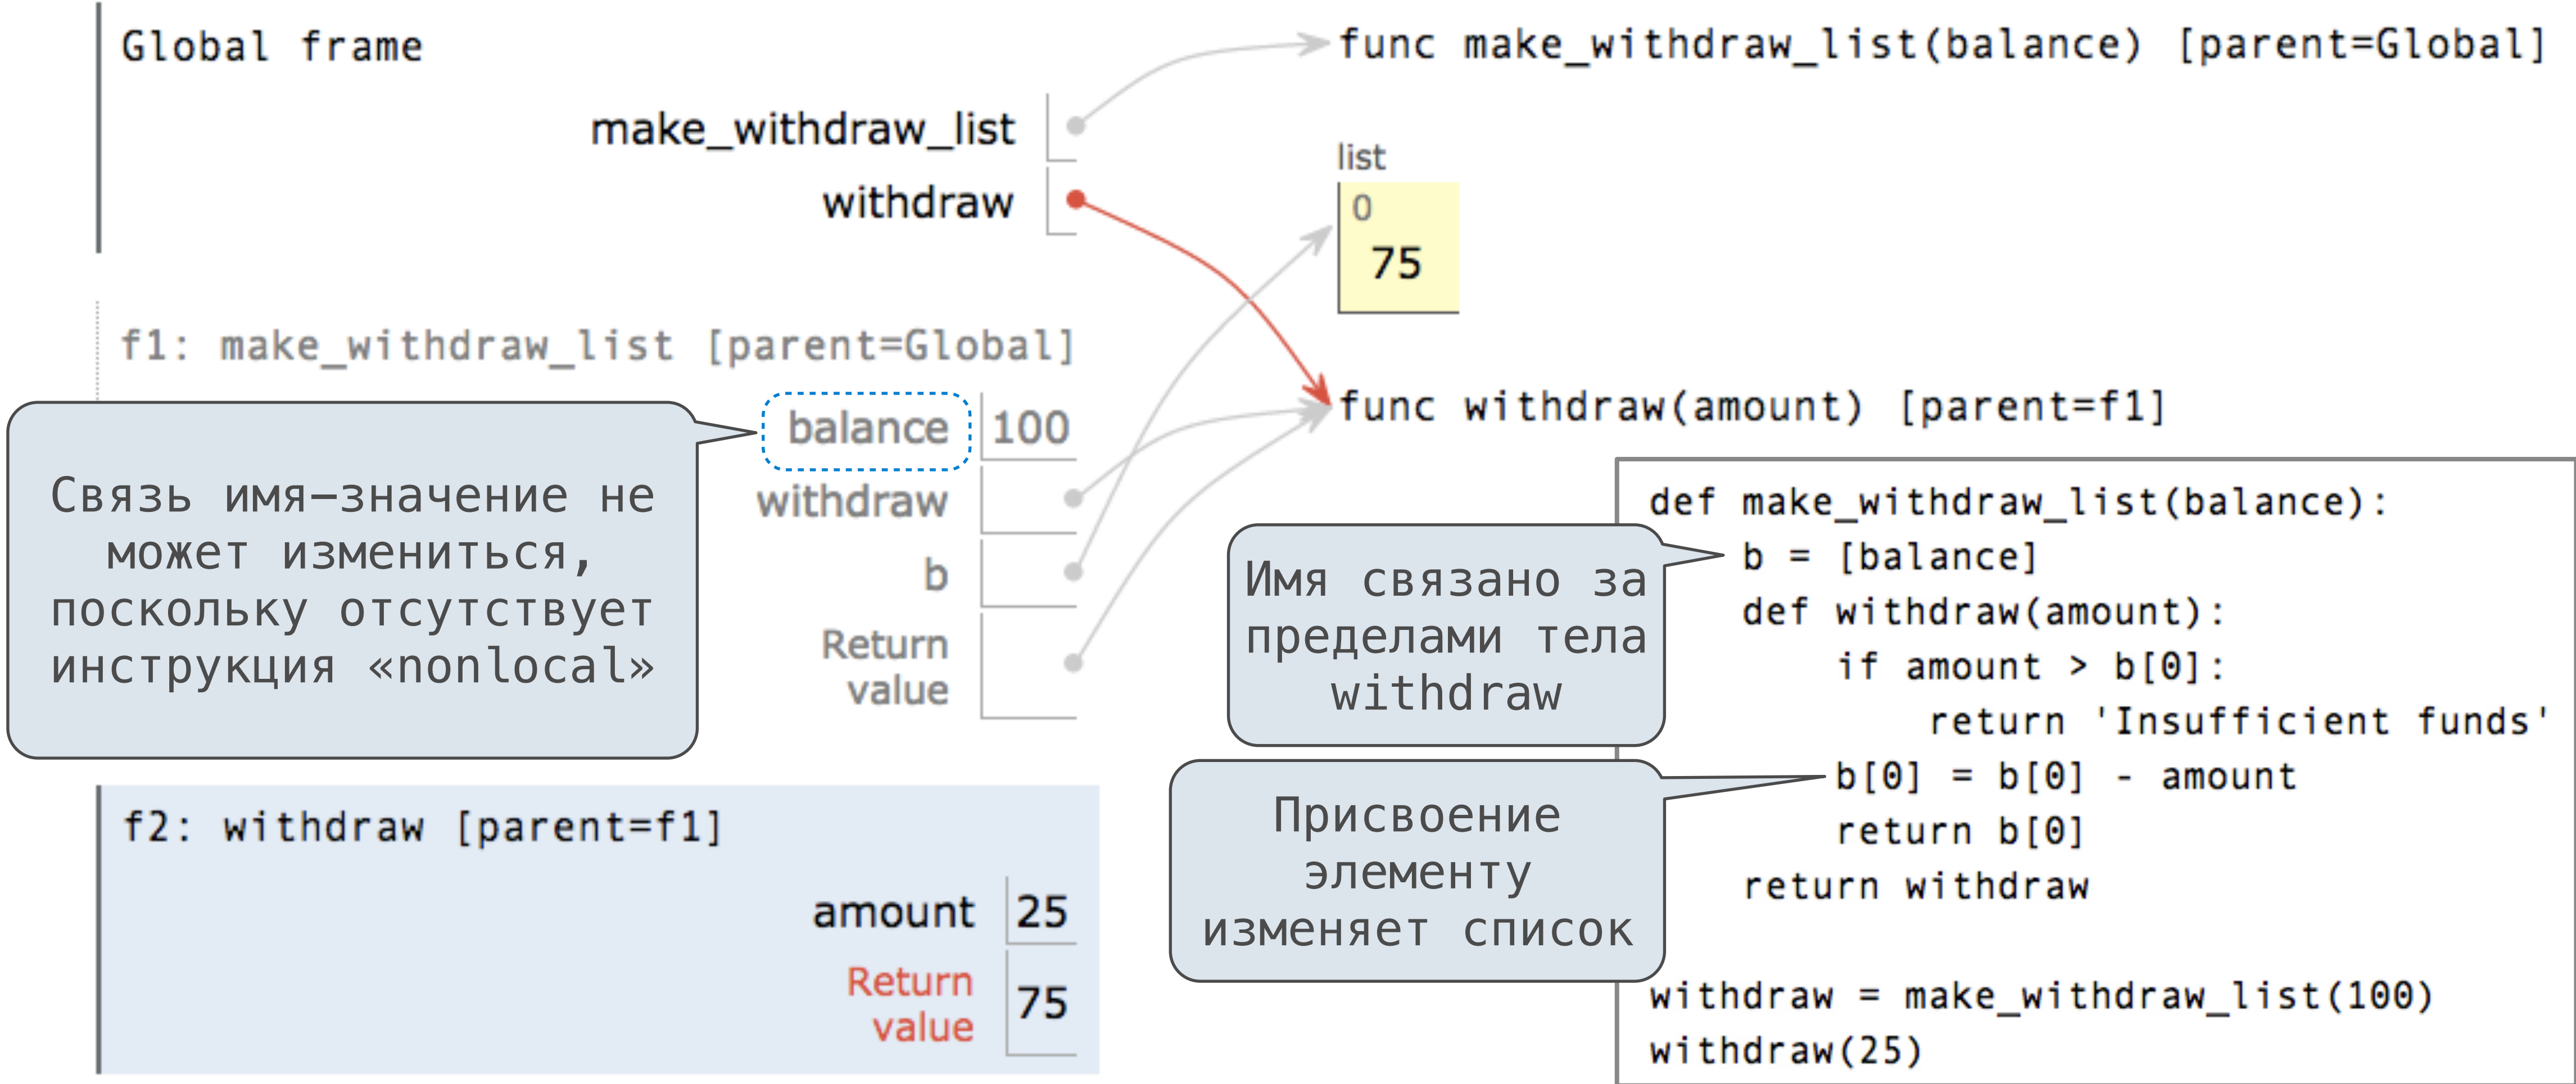 Global frame
make_withdraw_list
withdraw
func make_withdraw_list(balance) [parent=Global]
list
0
75
f1: make_withdraw_list [parent=Global]
balance 100
withdraw
b
Return
value
func withdraw(amount) [parent=f1]
Связь имя–значение не
может измениться,
поскольку отсутствует
инструкция «nonlocal»
Имя связано за
пределами тела
withdraw
Присвоение
элементу
изменяет список
def make_withdraw_list(balance):
    b = [balance]
    def withdraw(amount):
        if amount > b[0]:
            return 'Insufficient funds'
        b[0] = b[0] - amount
        return b[0]
    return withdraw
withdraw = make_withdraw_list(100)
withdraw(25)
f2: withdraw [parent=f1]
amount 25
Return
value 75